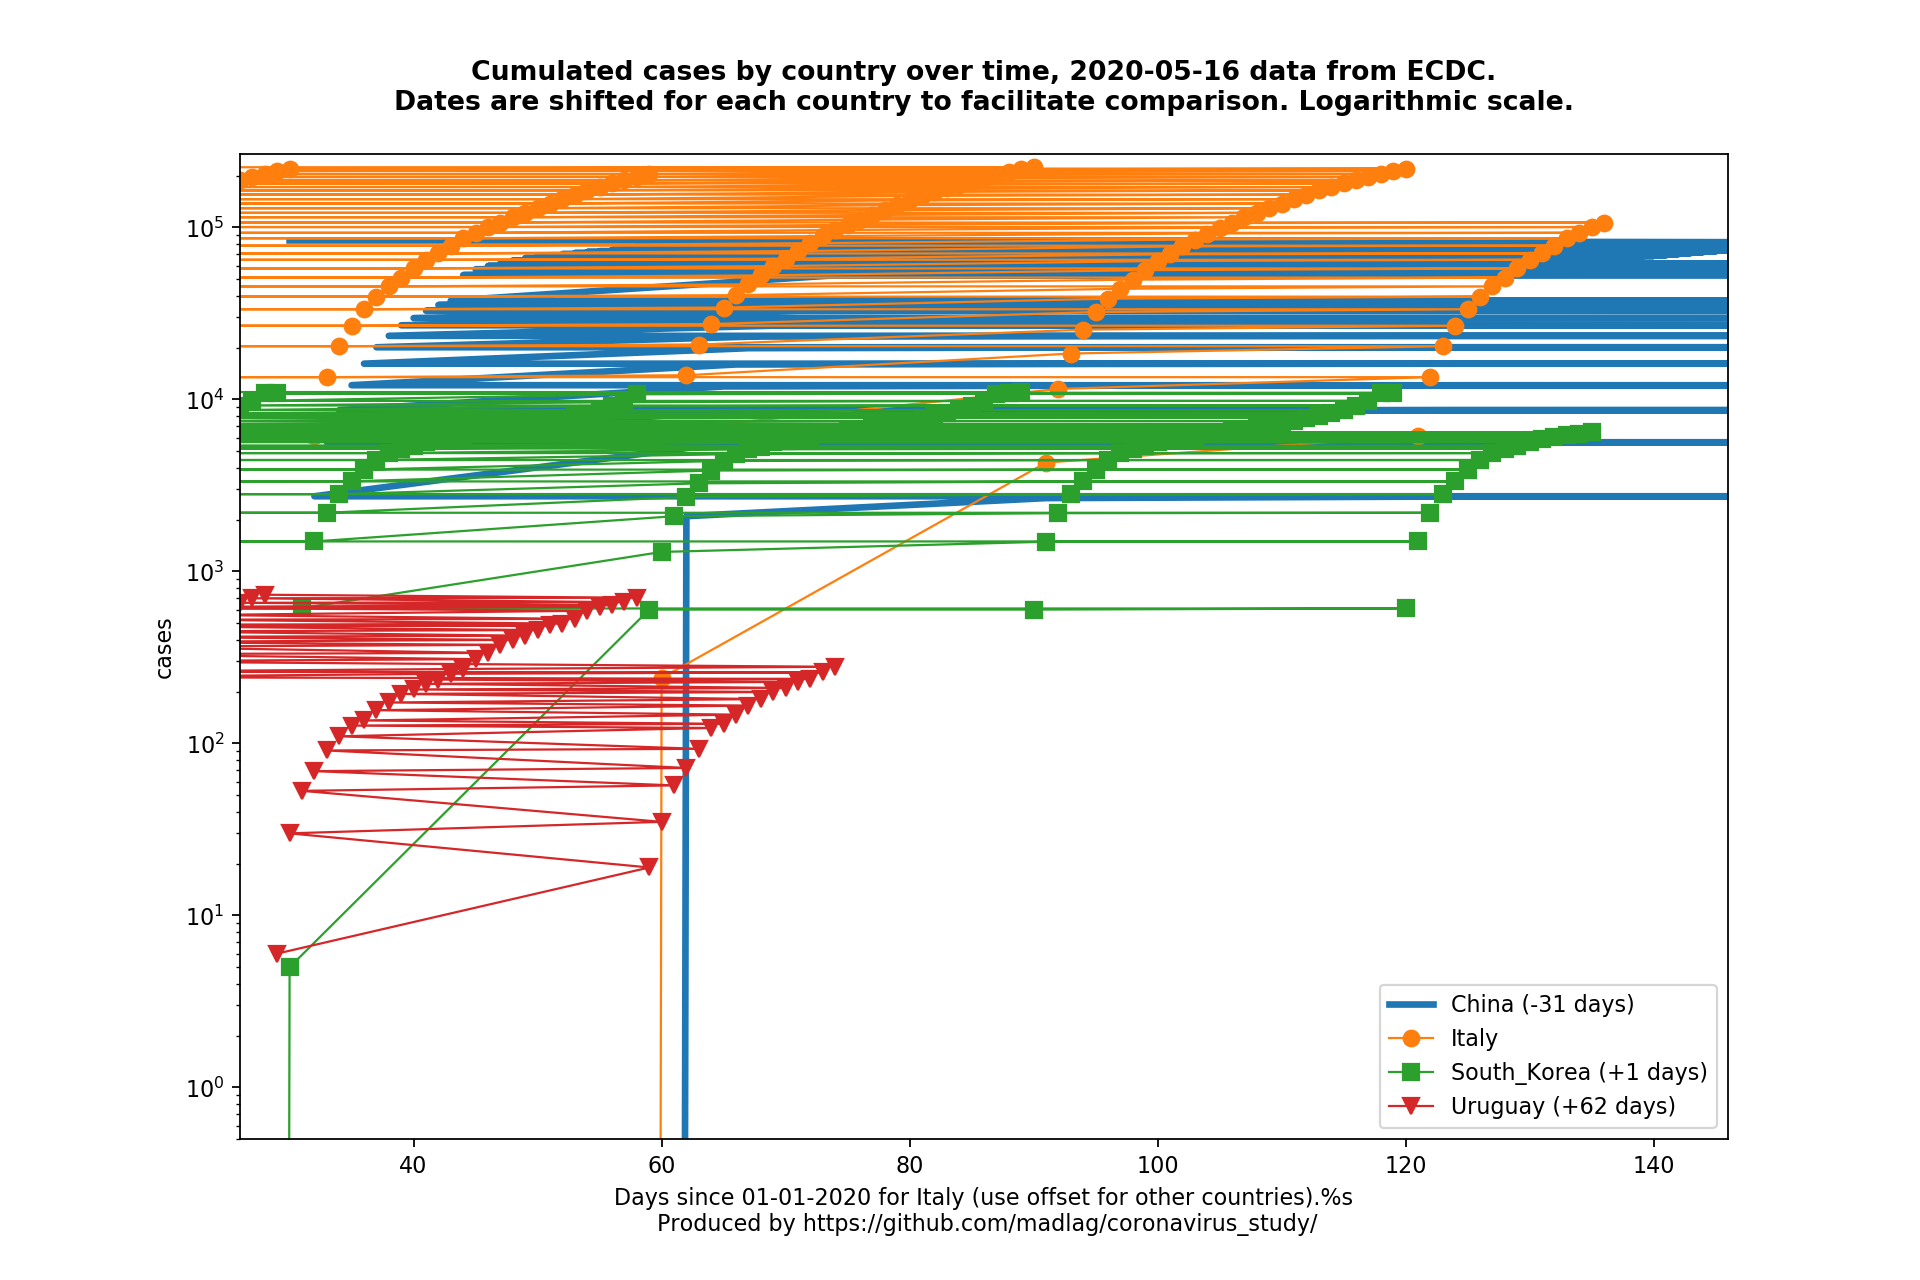 Cumulated cases by country over time, 2020-05-16 data from ECDC.
Dates are shifted for each country to facilitate comparison. Logarithmic scale.
10^5
10^4
10^3
10^2
10^1
10^0
cases
China (-31 days)
Italy
South_Korea (+1 days)
Uruguay (+62 days)
40 60 80 100 120 140
Days since 01-01-2020 for Italy (use offset for other countries).%s
Produced by https://github.com/madlag/coronavirus_study/